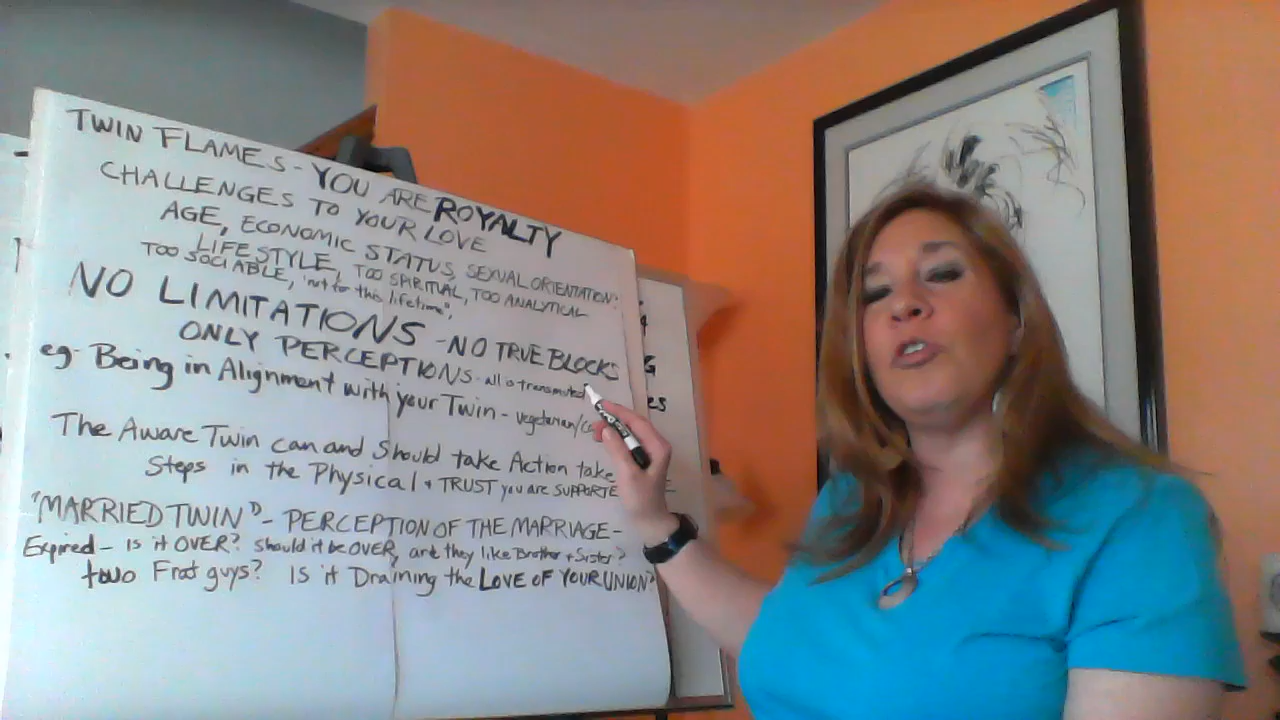 TWIN FLAMES - YOU ARE ROYALTY
CHALLENGES TO YOUR LOVE
AGE, ECONOMIC STATUS, SEXUAL ORIENTATION.
LIFESTYLE, TOO SPIRITUAL, TOO ANALYTICAL
TOO SOCIABLE, "not for this lifetime",
NO LIMITATIONS - NO TRUE BLOCKS
ONLY PERCEPTIONS - all is transmuted
eg- Being in Alignment with your Twin - vegetarian/
The Aware Twin can and Should take Action take
Steps in the Physical + TRUST you are SUPPORTE
"MARRIED TWIN" - PERCEPTION OF THE MARRIAGE -
Expired - Is it OVER? Should it be OVER, are they like Brother + Sister?
two Frat guys? Is it Draining the LOVE OF YOUR UNION?